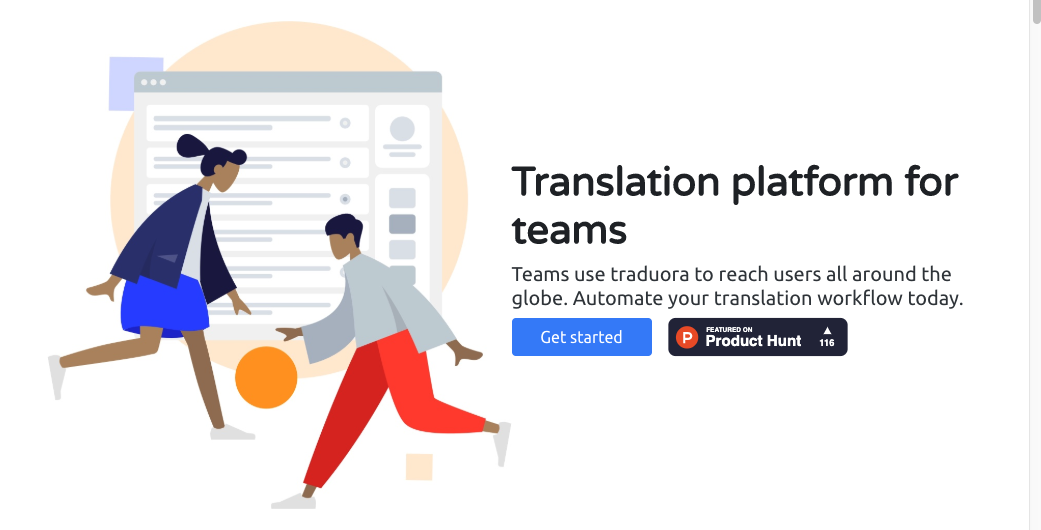 Translation platform for
teams
Teams use traduora to reach users all around the
globe. Automate your translation workflow today.
Get started
P
FEATURED ON
Product Hunt
▲
116